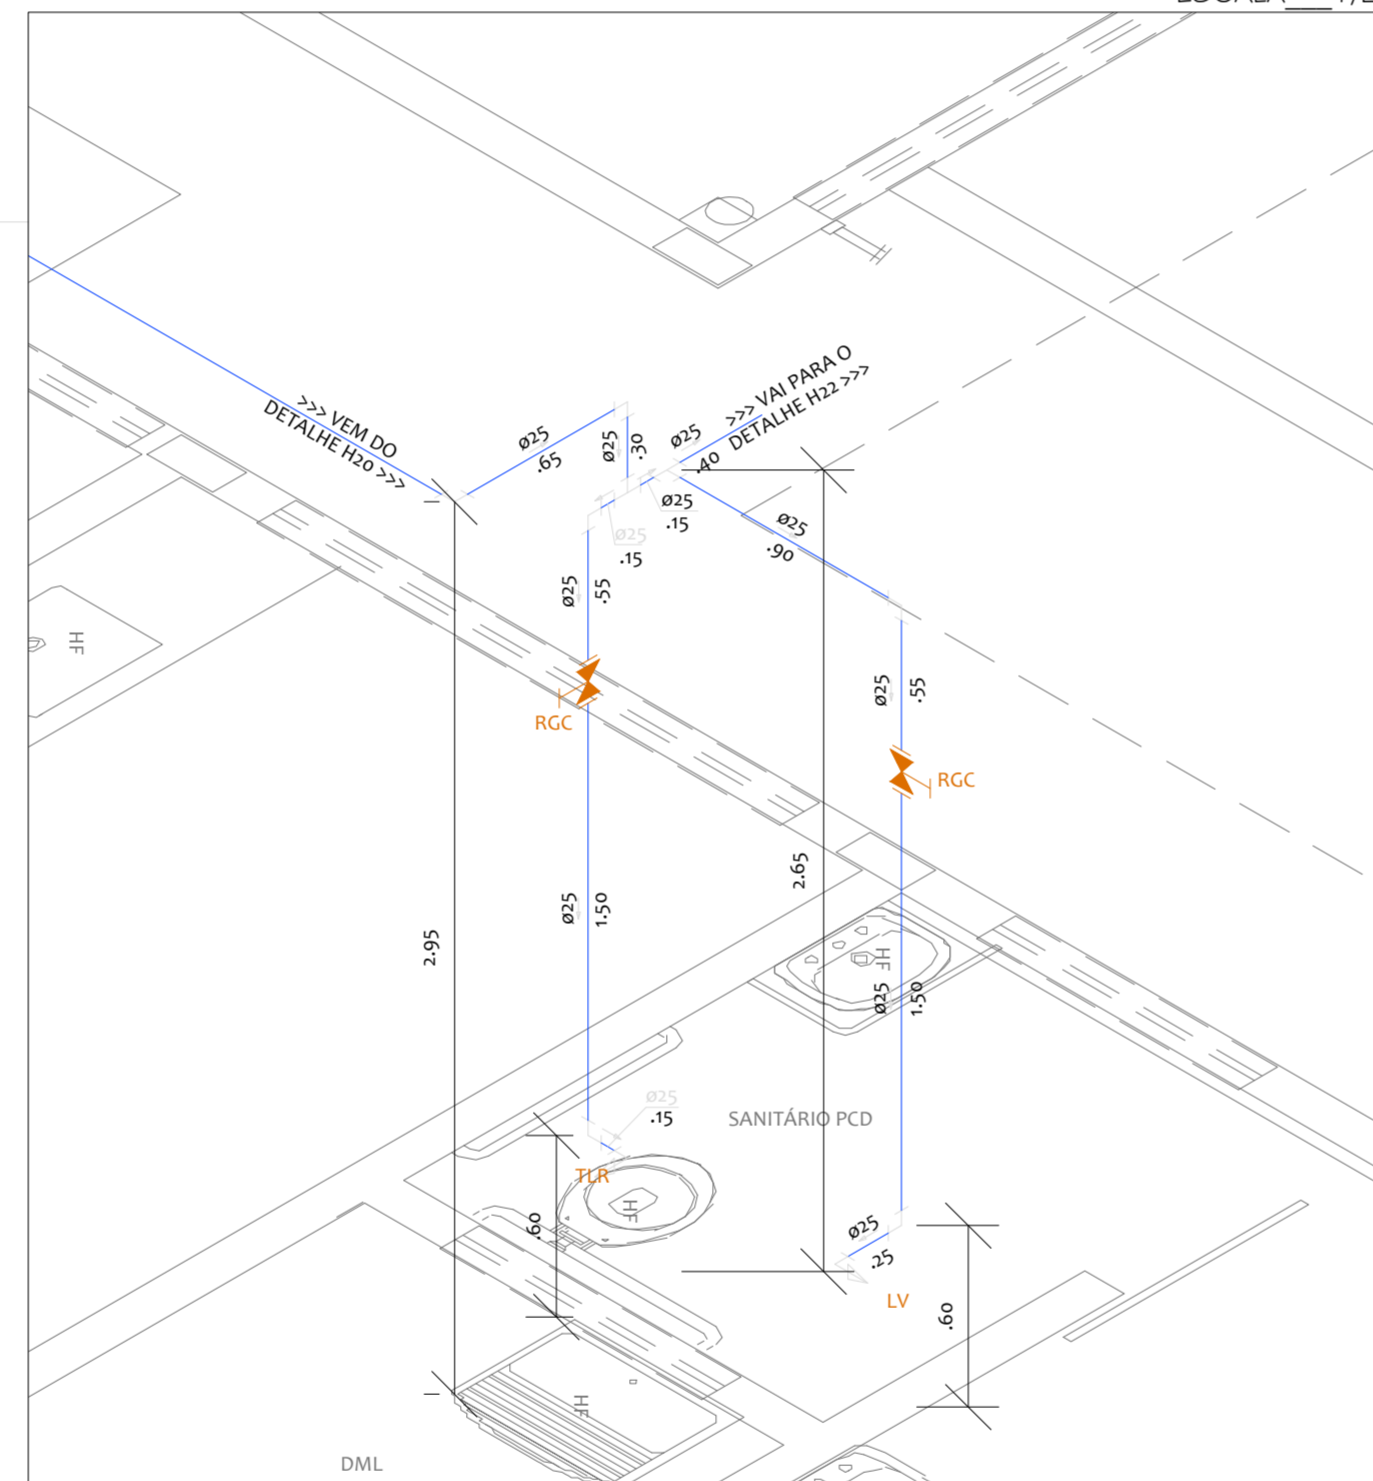 >>> VEM DO
DETALHE H20 >>>
ø25
.65
ø25
.30
ø25
.40
>>> VAI PARA O
DETALHE H22 >>>
ø25
.15
ø25
.15
ø25
.90
ø25
.55
HF
ø25
.55
RGC
RGC
2.65
ø25
1.50
2.95
HF
ø25
1.50
ø25
.15
SANITÁRIO PCD
TLR
HF
.60
ø25
.25
LV
.60
HF
DML